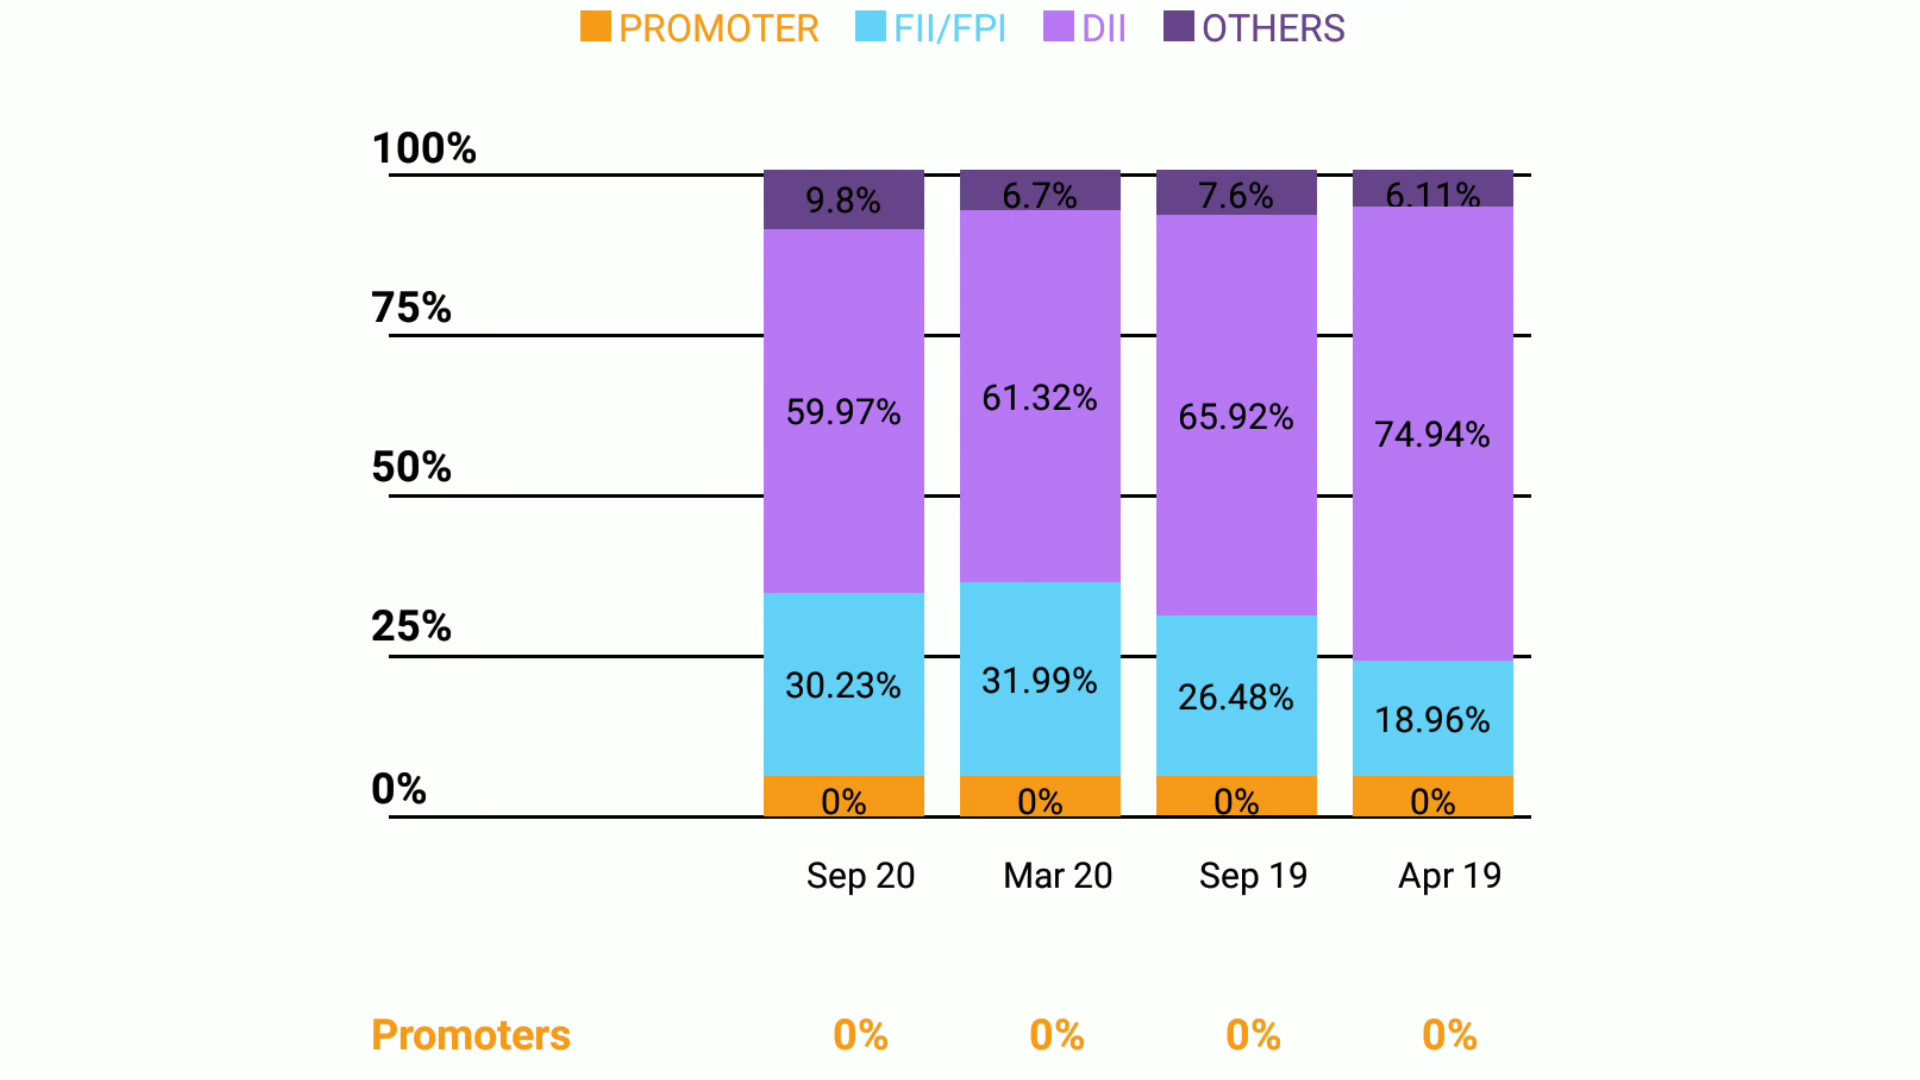 PROMOTER FII/FPI DII OTHERS
100%
9.8% 6.7% 7.6% 6.11%
75%
59.97% 61.32% 65.92% 74.94%
50%
25%
30.23% 31.99% 26.48% 18.96%
0%
0% 0% 0% 0%
Sep 20 Mar 20 Sep 19 Apr 19
Promoters 0% 0% 0% 0%